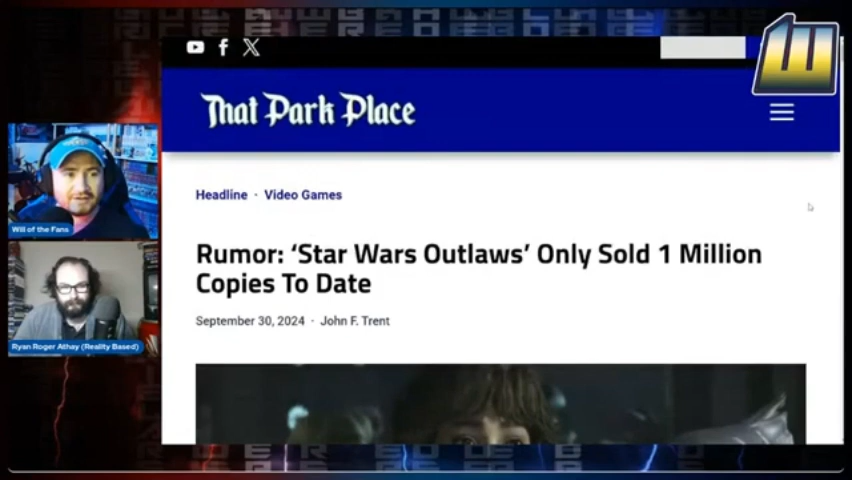 That Park Place
Headline · Video Games
Rumor: ‘Star Wars Outlaws’ Only Sold 1 Million
Copies To Date
September 30, 2024 · John F. Trent
Will of the Fans
Ryan Roger Athay (Reality Based)